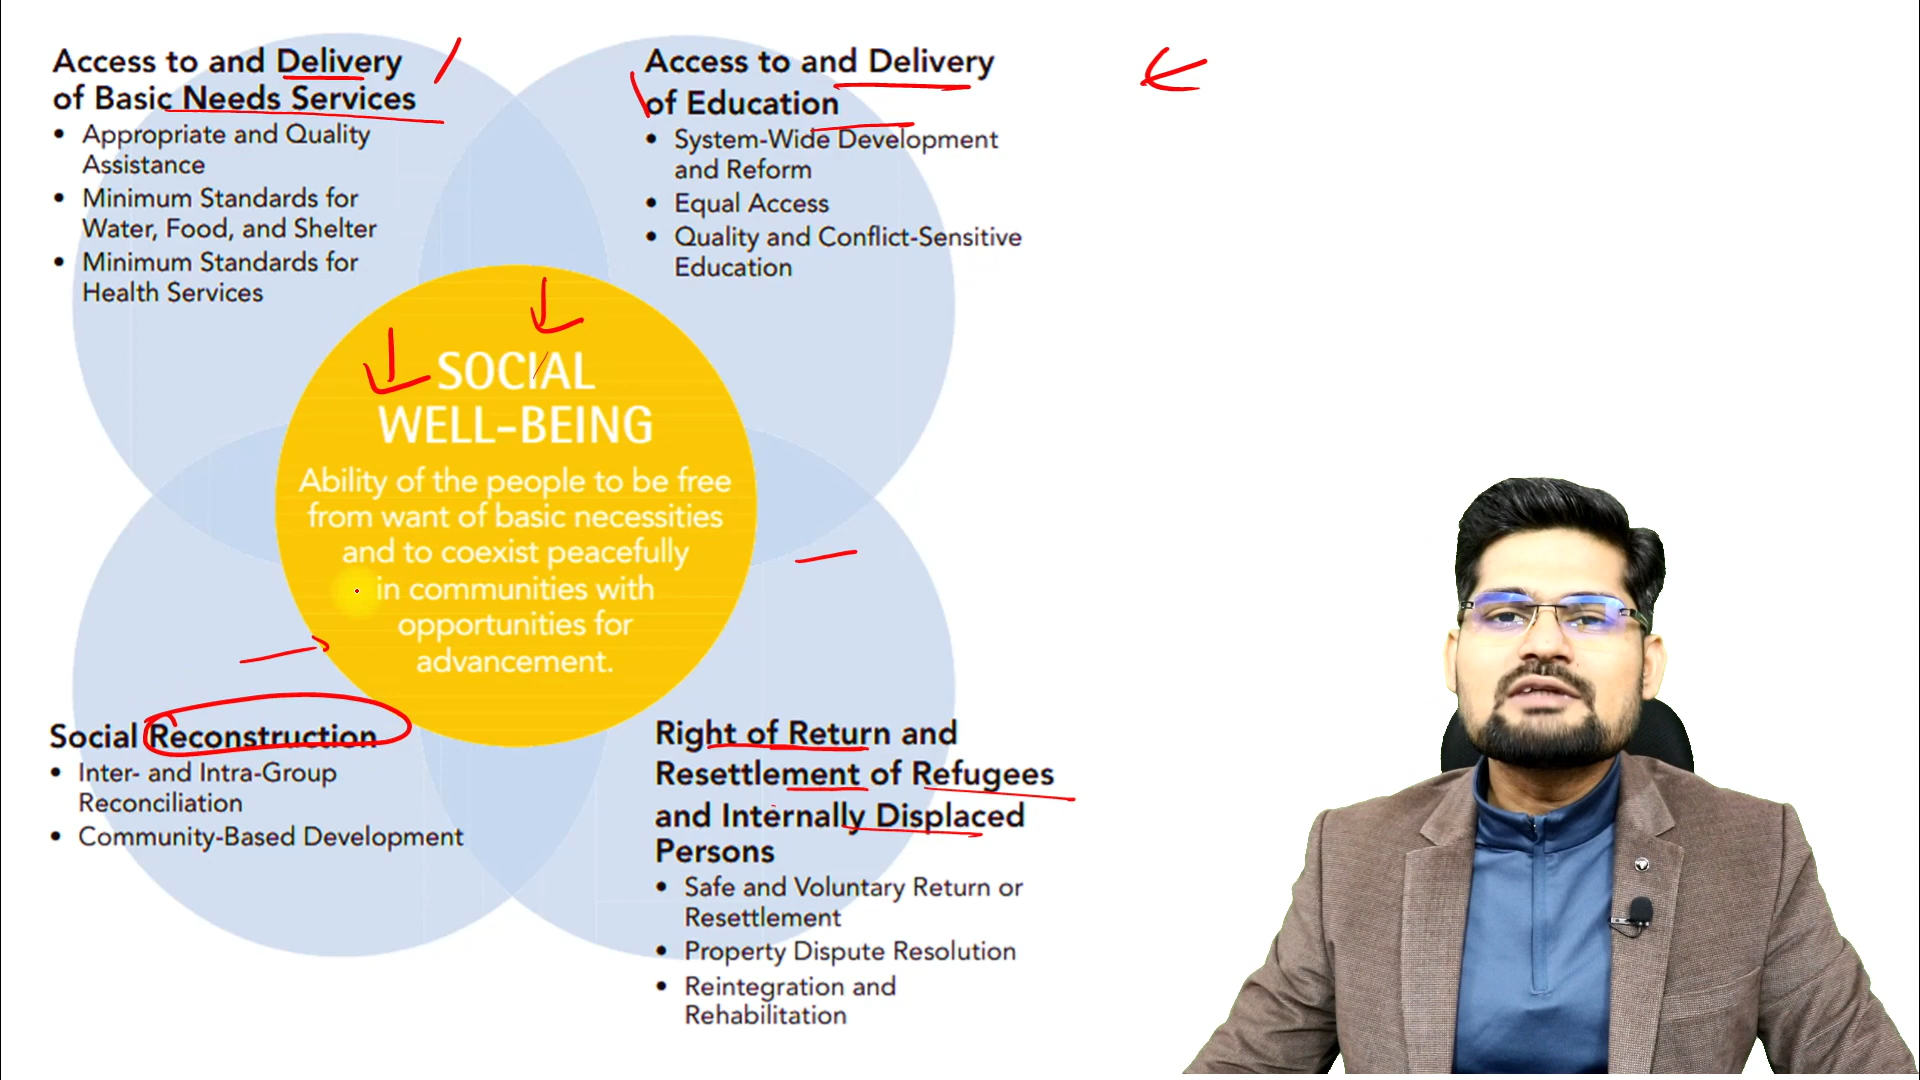 Access to and Delivery
of Basic Needs Services
• Appropriate and Quality
Assistance
• Minimum Standards for
Water, Food, and Shelter
• Minimum Standards for
Health Services
Access to and Delivery
of Education
• System-Wide Development
and Reform
• Equal Access
• Quality and Conflict-Sensitive
Education
SOCIAL
WELL-BEING
Ability of the people to be free
from want of basic necessities
and to coexist peacefully
in communities with
opportunities for
advancement.
Social Reconstruction
• Inter- and Intra-Group
Reconciliation
• Community-Based Development
Right of Return and
Resettlement of Refugees
and Internally Displaced
Persons
• Safe and Voluntary Return or
Resettlement
• Property Dispute Resolution
• Reintegration and
Rehabilitation